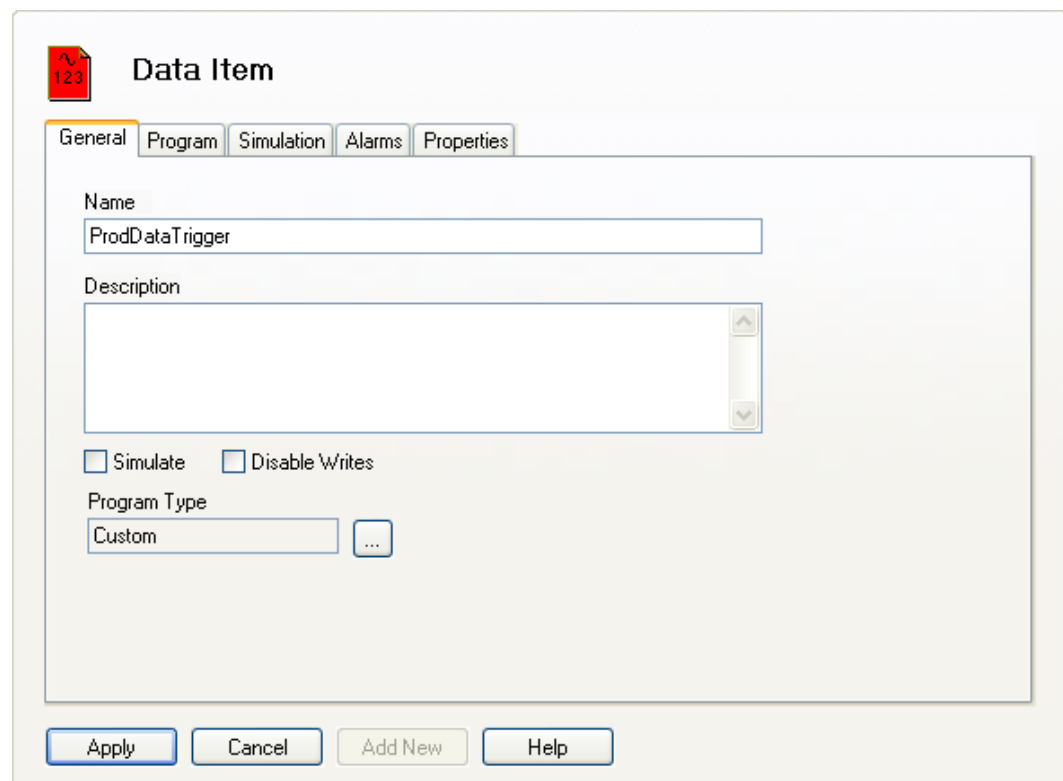 123
Data Item
General Program Simulation Alarms Properties
Name
ProdDataTrigger
Description
Simulate Disable Writes
Program Type
Custom ...
Apply Cancel Add New Help